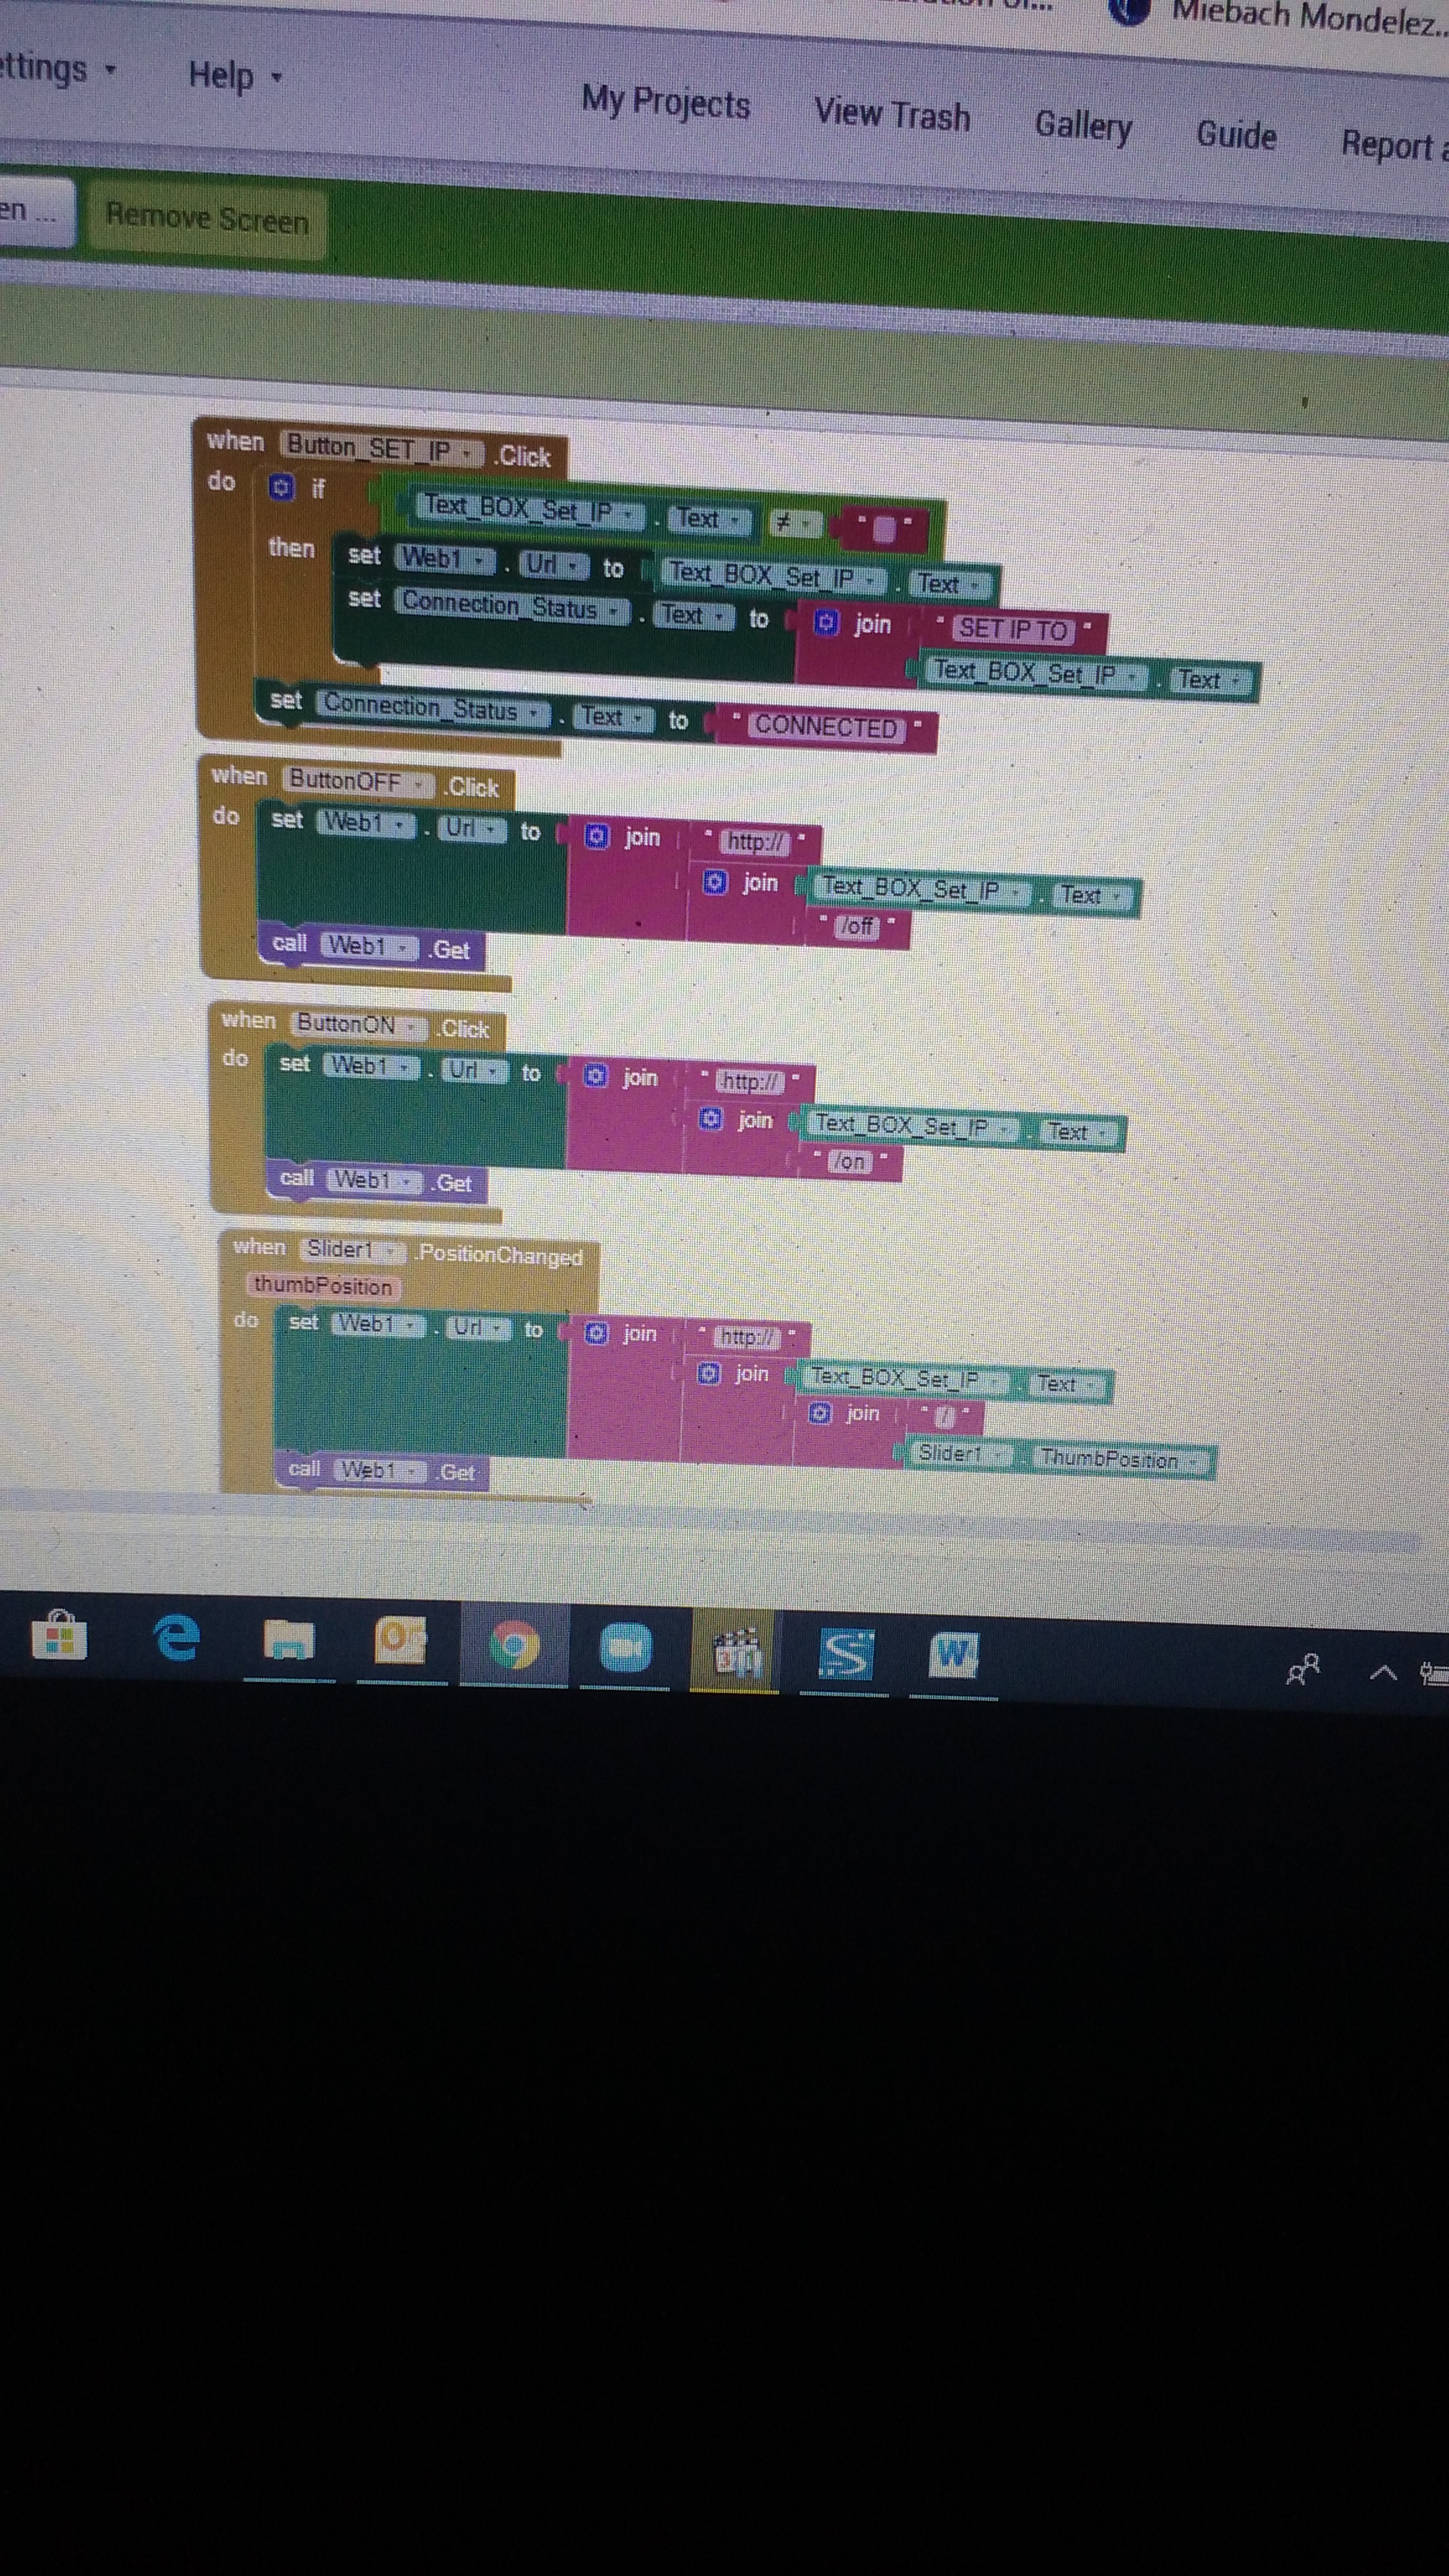 Miebach Mondelez..
ettings Help My Projects View Trash Gallery Guide Report a
en ... Remove Screen
when Button_SET_IP .Click
do if Text_BOX_Set_IP . Text ≠ " "
then set Web1 . Url to Text_BOX_Set_IP . Text
set Connection_Status . Text to join " SET IP TO "
Text_BOX_Set_IP . Text
set Connection_Status . Text to " CONNECTED "
when ButtonOFF .Click
do set Web1 . Url to join " http:// "
join Text_BOX_Set_IP . Text
" /off "
call Web1 .Get
when ButtonON .Click
do set Web1 . Url to join " http:// "
join Text_BOX_Set_IP . Text
" /on "
call Web1 .Get
when Slider1 .PositionChanged
thumbPosition
do set Web1 . Url to join " http:// "
join Text_BOX_Set_IP . Text
join " / "
Slider1 . ThumbPosition
call Web1 .Get